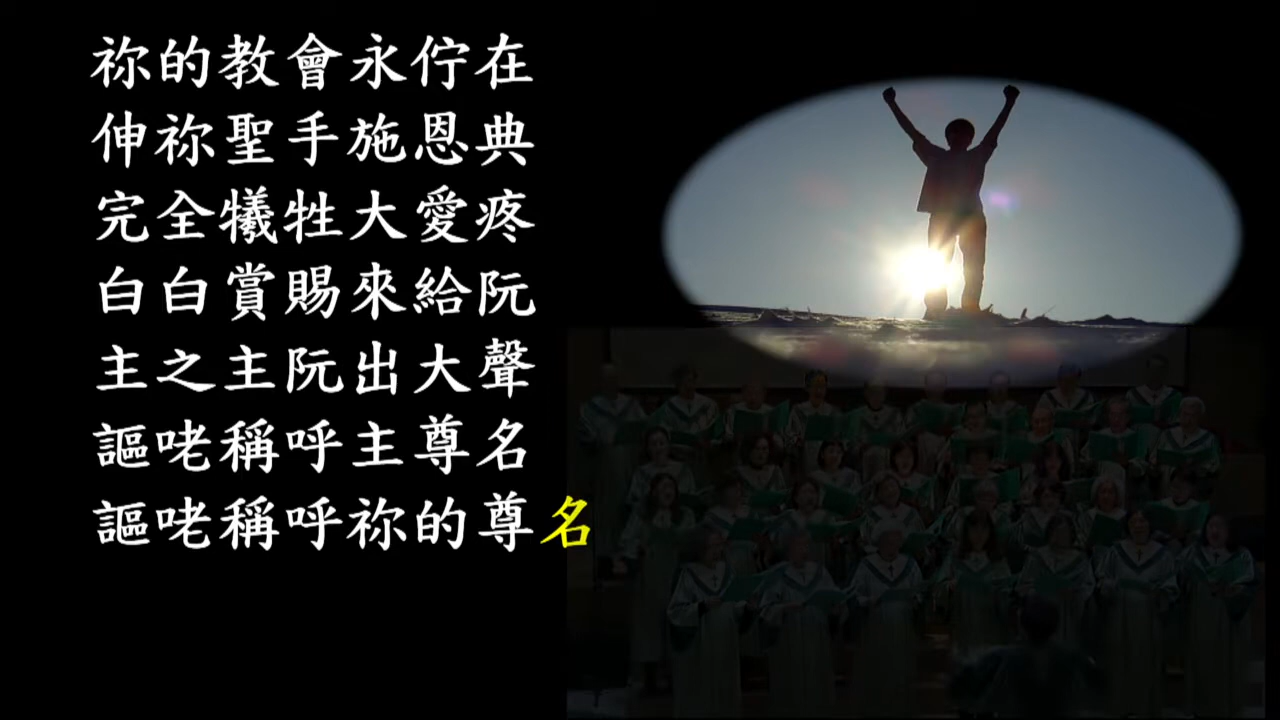 祢的教會永佇在
伸祢聖手施恩典
完全犧牲大愛疼
白白賞賜來給阮
主之主阮出大聲
謳咾稱呼主尊名
謳咾稱呼祢的尊名